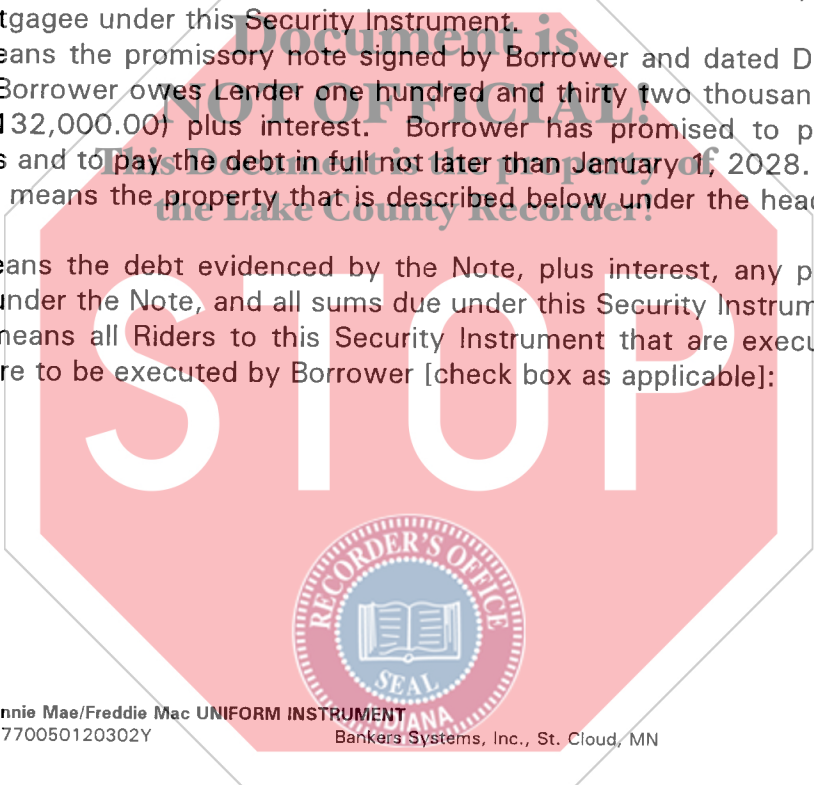 tgagee under this Security Instrument.
Document is
eans the promissory note signed by Borrower and dated D
Borrower owes Lender one hundred and thirty two thousan
NOT OFFICIAL!
132,000.00) plus interest. Borrower has promised to p
s and to pay the debt in full not later than January 1, 2028.
This Document is the property of
means the property that is described below under the head
the Lake County Recorder!
eans the debt evidenced by the Note, plus interest, any p
under the Note, and all sums due under this Security Instrum
means all Riders to this Security Instrument that are execu
re to be executed by Borrower [check box as applicable]:
STOP
RECORDER'S OFFICE
SEAL
INDIANA
nnie Mae/Freddie Mac UNIFORM INSTRUMENT
770050120302Y
Bankers Systems, Inc., St. Cloud, MN